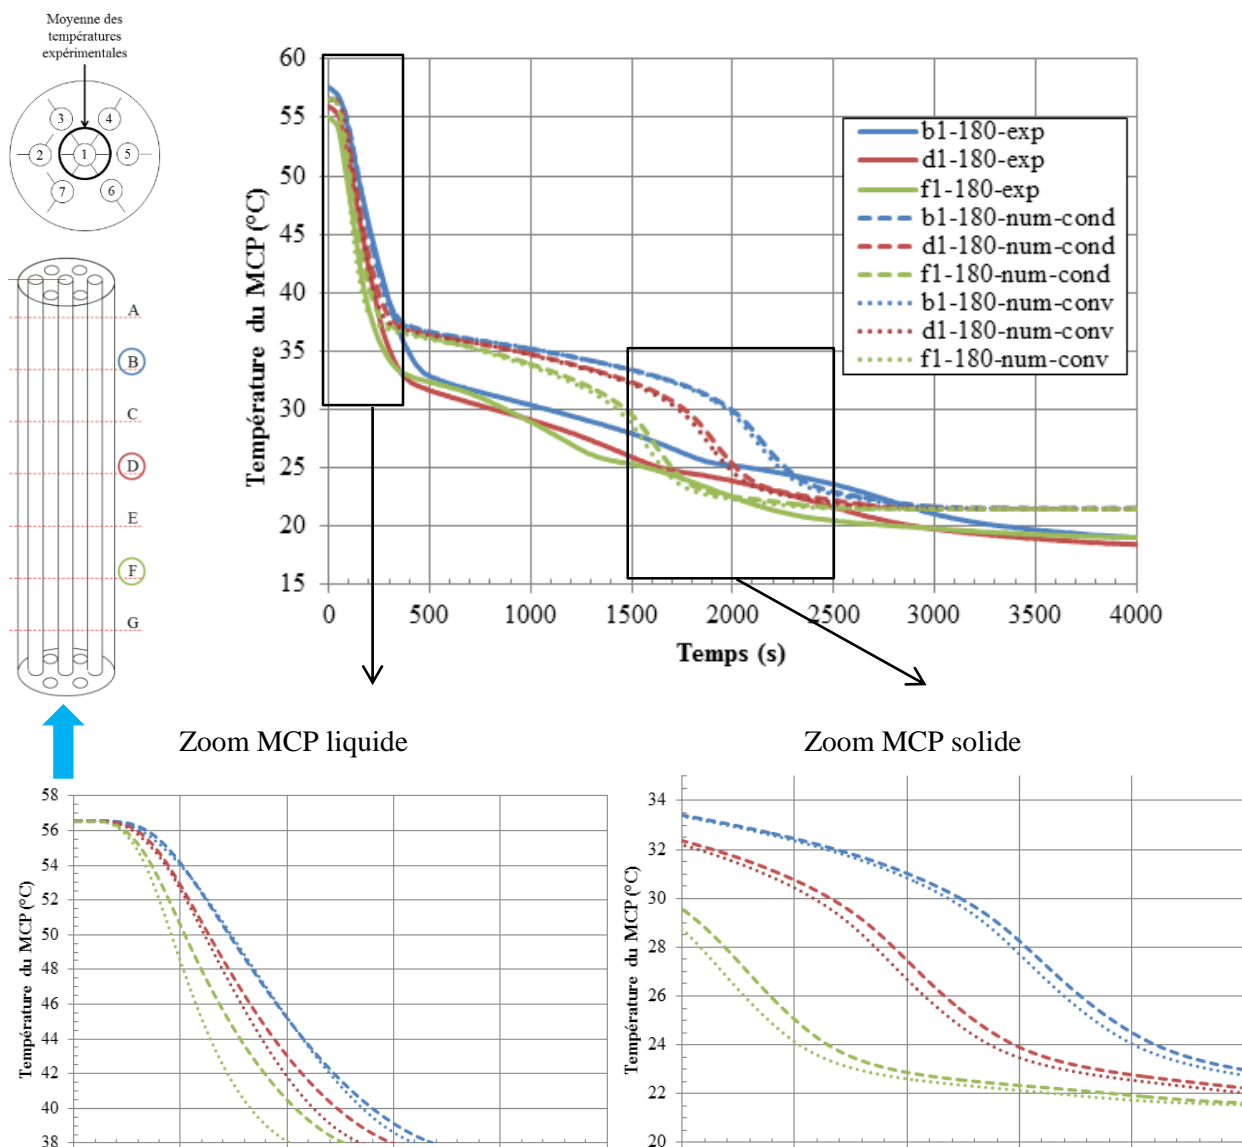 Moyenne des
températures
expérimentales
3
4
2
1
5
7
6
A
B
C
D
E
F
G
Température du MCP (°C)
60
55
50
45
40
35
30
25
20
15
0
500
1000
1500
2000
2500
3000
3500
4000
Temps (s)
b1-180-exp
d1-180-exp
f1-180-exp
b1-180-num-cond
d1-180-num-cond
f1-180-num-cond
b1-180-num-conv
d1-180-num-conv
f1-180-num-conv
Zoom MCP liquide
Température du MCP (°C)
58
56
54
52
50
48
46
44
42
40
38
Zoom MCP solide
Température du MCP (°C)
34
32
30
28
26
24
22
20